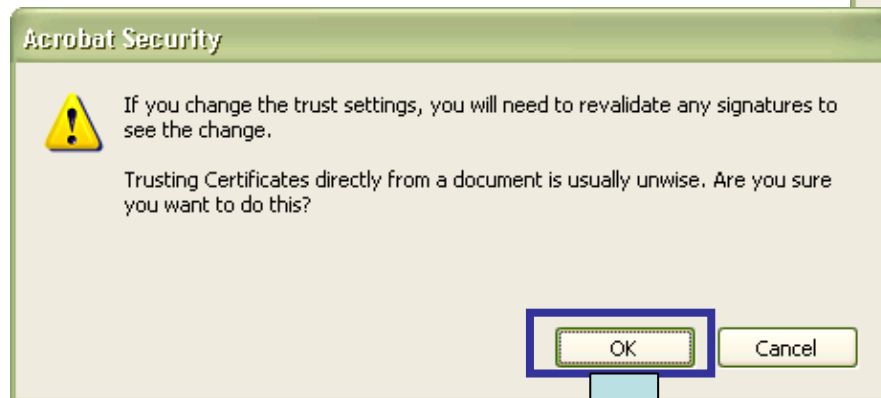 Acrobat Security
If you change the trust settings, you will need to revalidate any signatures to
see the change.
Trusting Certificates directly from a document is usually unwise. Are you sure
you want to do this?
OK
Cancel